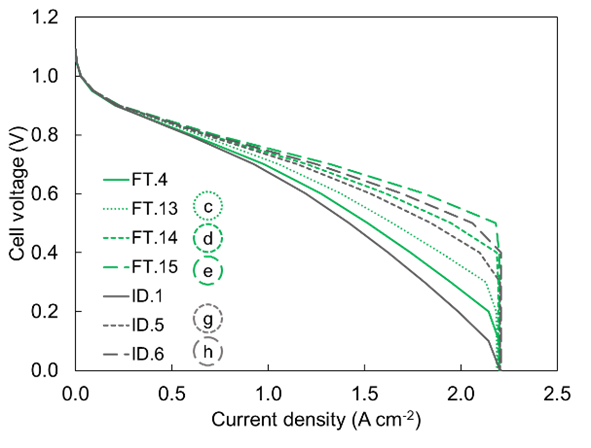 1.2
1.0
0.8
0.6
0.4
0.2
0.0
Cell voltage (V)
FT.4
FT.13 c
FT.14 d
FT.15 e
ID.1
ID.5 g
ID.6 h
0.0 0.5 1.0 1.5 2.0 2.5
Current density (A cm⁻²)